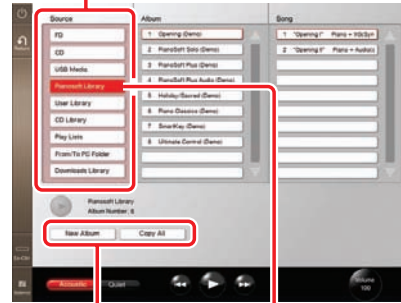 Source
FD
CD
USB Media
Pianosoft Library
User Library
CD Library
Play Lists
From/To PC Folder
Downloads Library
Album
1 Opening (Demo)
2 PianoSoft Solo (Demo)
3 PianoSoft Plus (Demo)
4 PianoSoft Plus Audio (Demo)
5 Holiday/Sacred (Demo)
6 Piano Classics (Demo)
7 SmartKey (Demo)
8 Ultimate Control (Demo)
Song
1 "Opening I" Piano + VocSyn
2 "Opening II" Piano + Audio
Return
Pianosoft Library
Album Number: 8
New Album
Copy All
Acoustic
Quiet
Volume
100